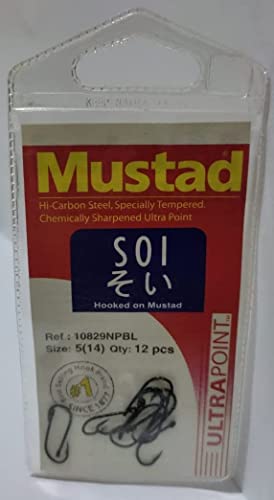 Mustad
Hi-Carbon Steel, Specially Tempered.
Chemically Sharpened Ultra Point
SOI
そい
Hooked on Mustad
Ref.: 10829NPBL
Size: 5(14) Qty: 12 pcs
#1
SINCE 1877
ULTRAPOINT™